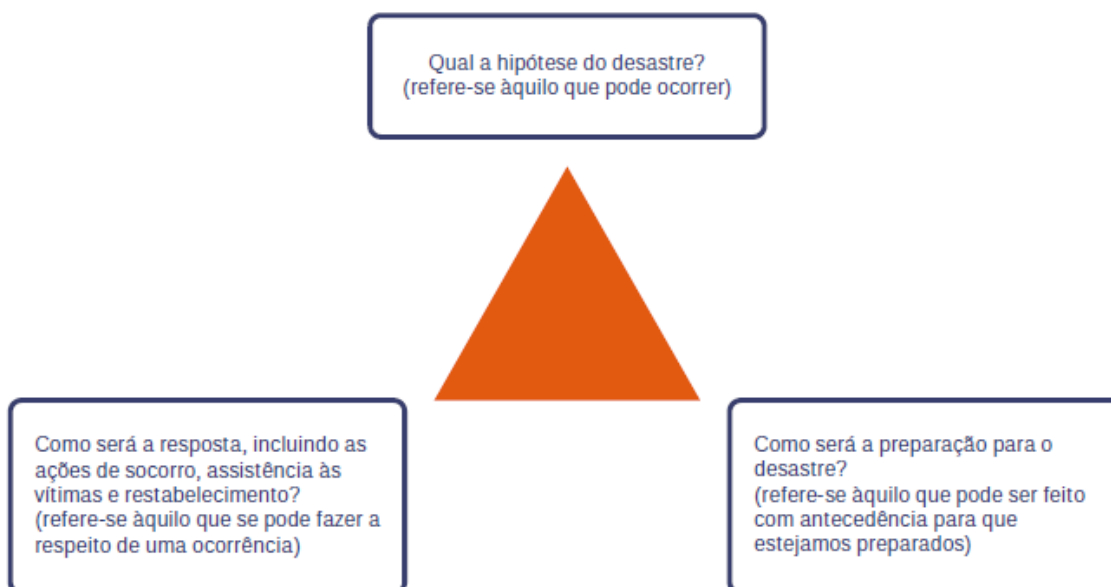 Qual a hipótese do desastre?
(refere-se àquilo que pode ocorrer)
Como será a resposta, incluindo as
ações de socorro, assistência às
vítimas e restabelecimento?
(refere-se àquilo que se pode fazer a
respeito de uma ocorrência)
Como será a preparação para o
desastre?
(refere-se àquilo que pode ser feito
com antecedência para que
estejamos preparados)